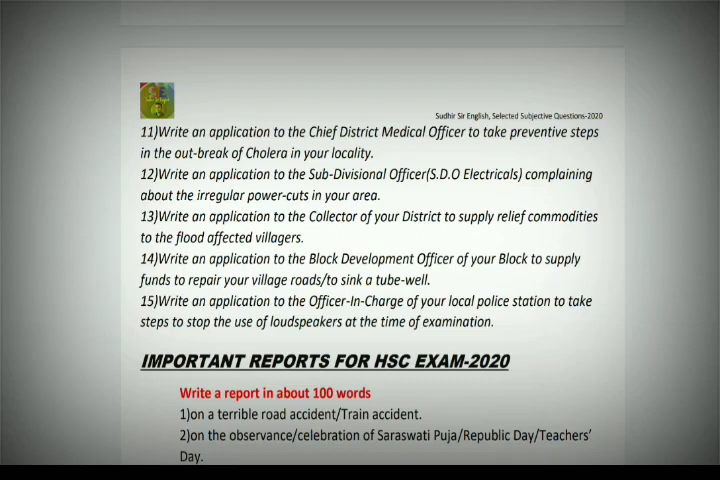 Sudhir Sir English, Selected Subjective Questions-2020
11)Write an application to the Chief District Medical Officer to take preventive steps
in the out-break of Cholera in your locality.
12)Write an application to the Sub-Divisional Officer(S.D.O Electricals) complaining
about the irregular power-cuts in your area.
13)Write an application to the Collector of your District to supply relief commodities
to the flood affected villagers.
14)Write an application to the Block Development Officer of your Block to supply
funds to repair your village roads/to sink a tube-well.
15)Write an application to the Officer-In-Charge of your local police station to take
steps to stop the use of loudspeakers at the time of examination.
IMPORTANT REPORTS FOR HSC EXAM-2020
Write a report in about 100 words
1)on a terrible road accident/Train accident.
2)on the observance/celebration of Saraswati Puja/Republic Day/Teachers’
Day.